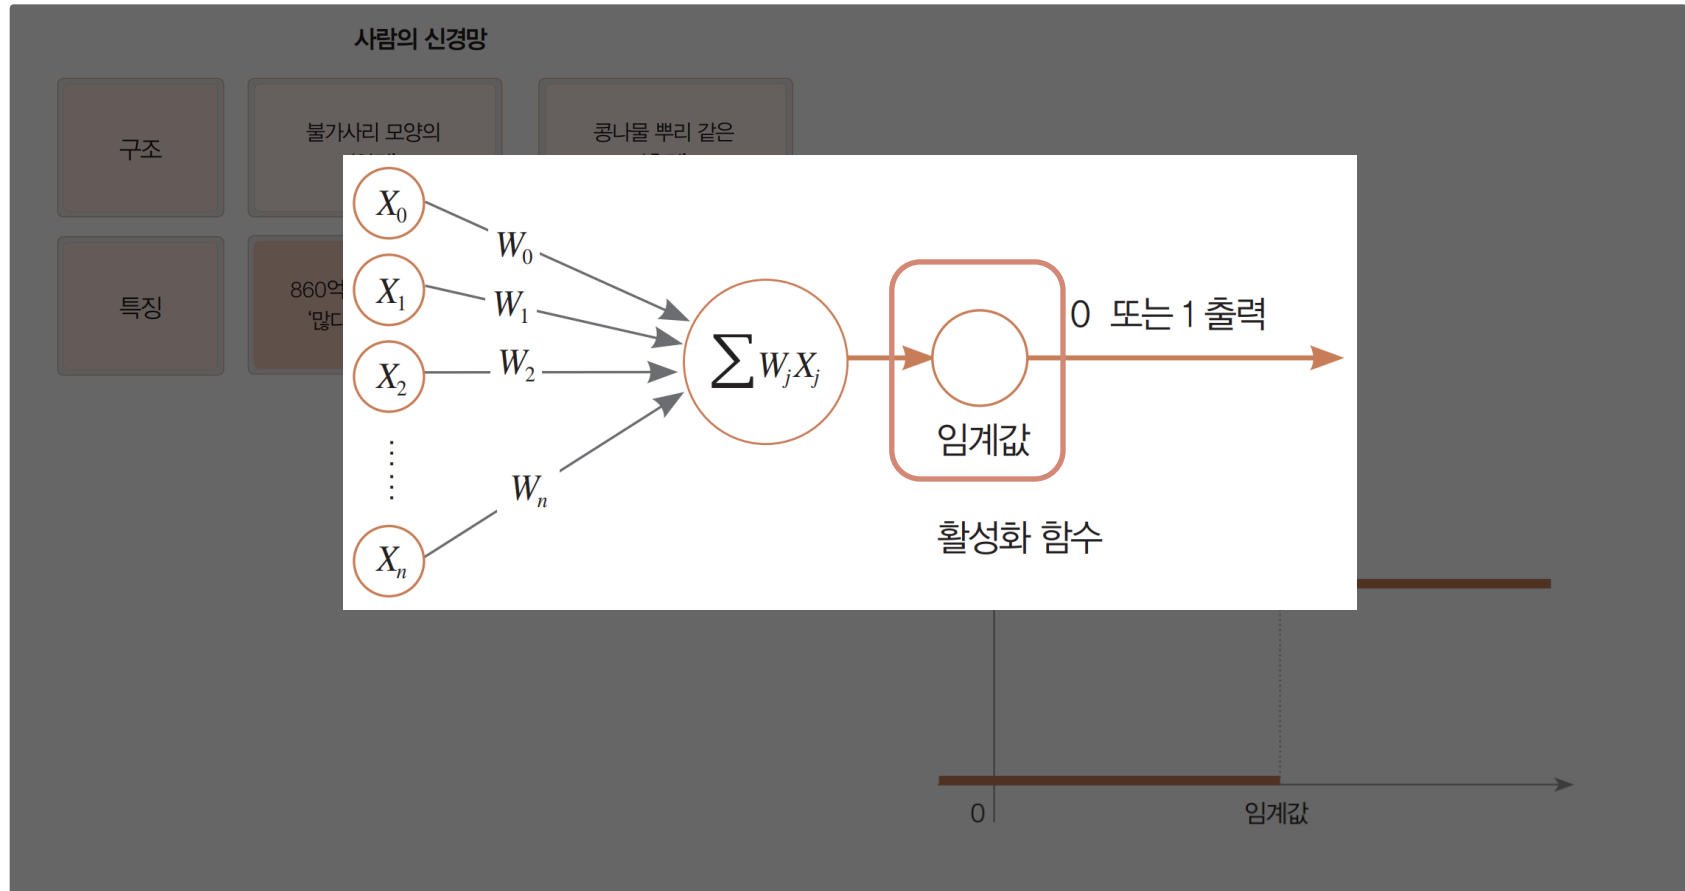 사람의 신경망
구조
불가사리 모양의
콩나물 뿌리 같은
특징
860억
'많다
X₀
W₀
X₁
W₁
X₂
W₂
Xₙ
Wₙ
∑ WⱼXⱼ
임계값
0 또는 1 출력
활성화 함수
0
임계값